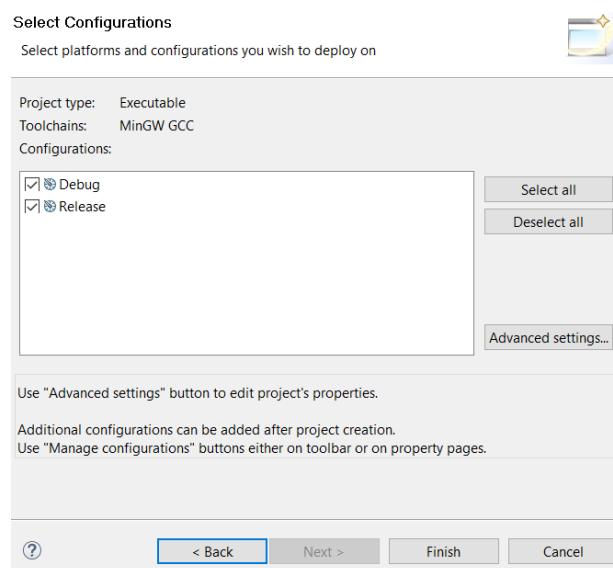 Select Configurations
Select platforms and configurations you wish to deploy on
Project type: Executable
Toolchains: MinGW GCC
Configurations:
Debug
Release
Select all
Deselect all
Advanced settings...
Use "Advanced settings" button to edit project's properties.
Additional configurations can be added after project creation.
Use "Manage configurations" buttons either on toolbar or on property pages.
?
< Back
Next >
Finish
Cancel